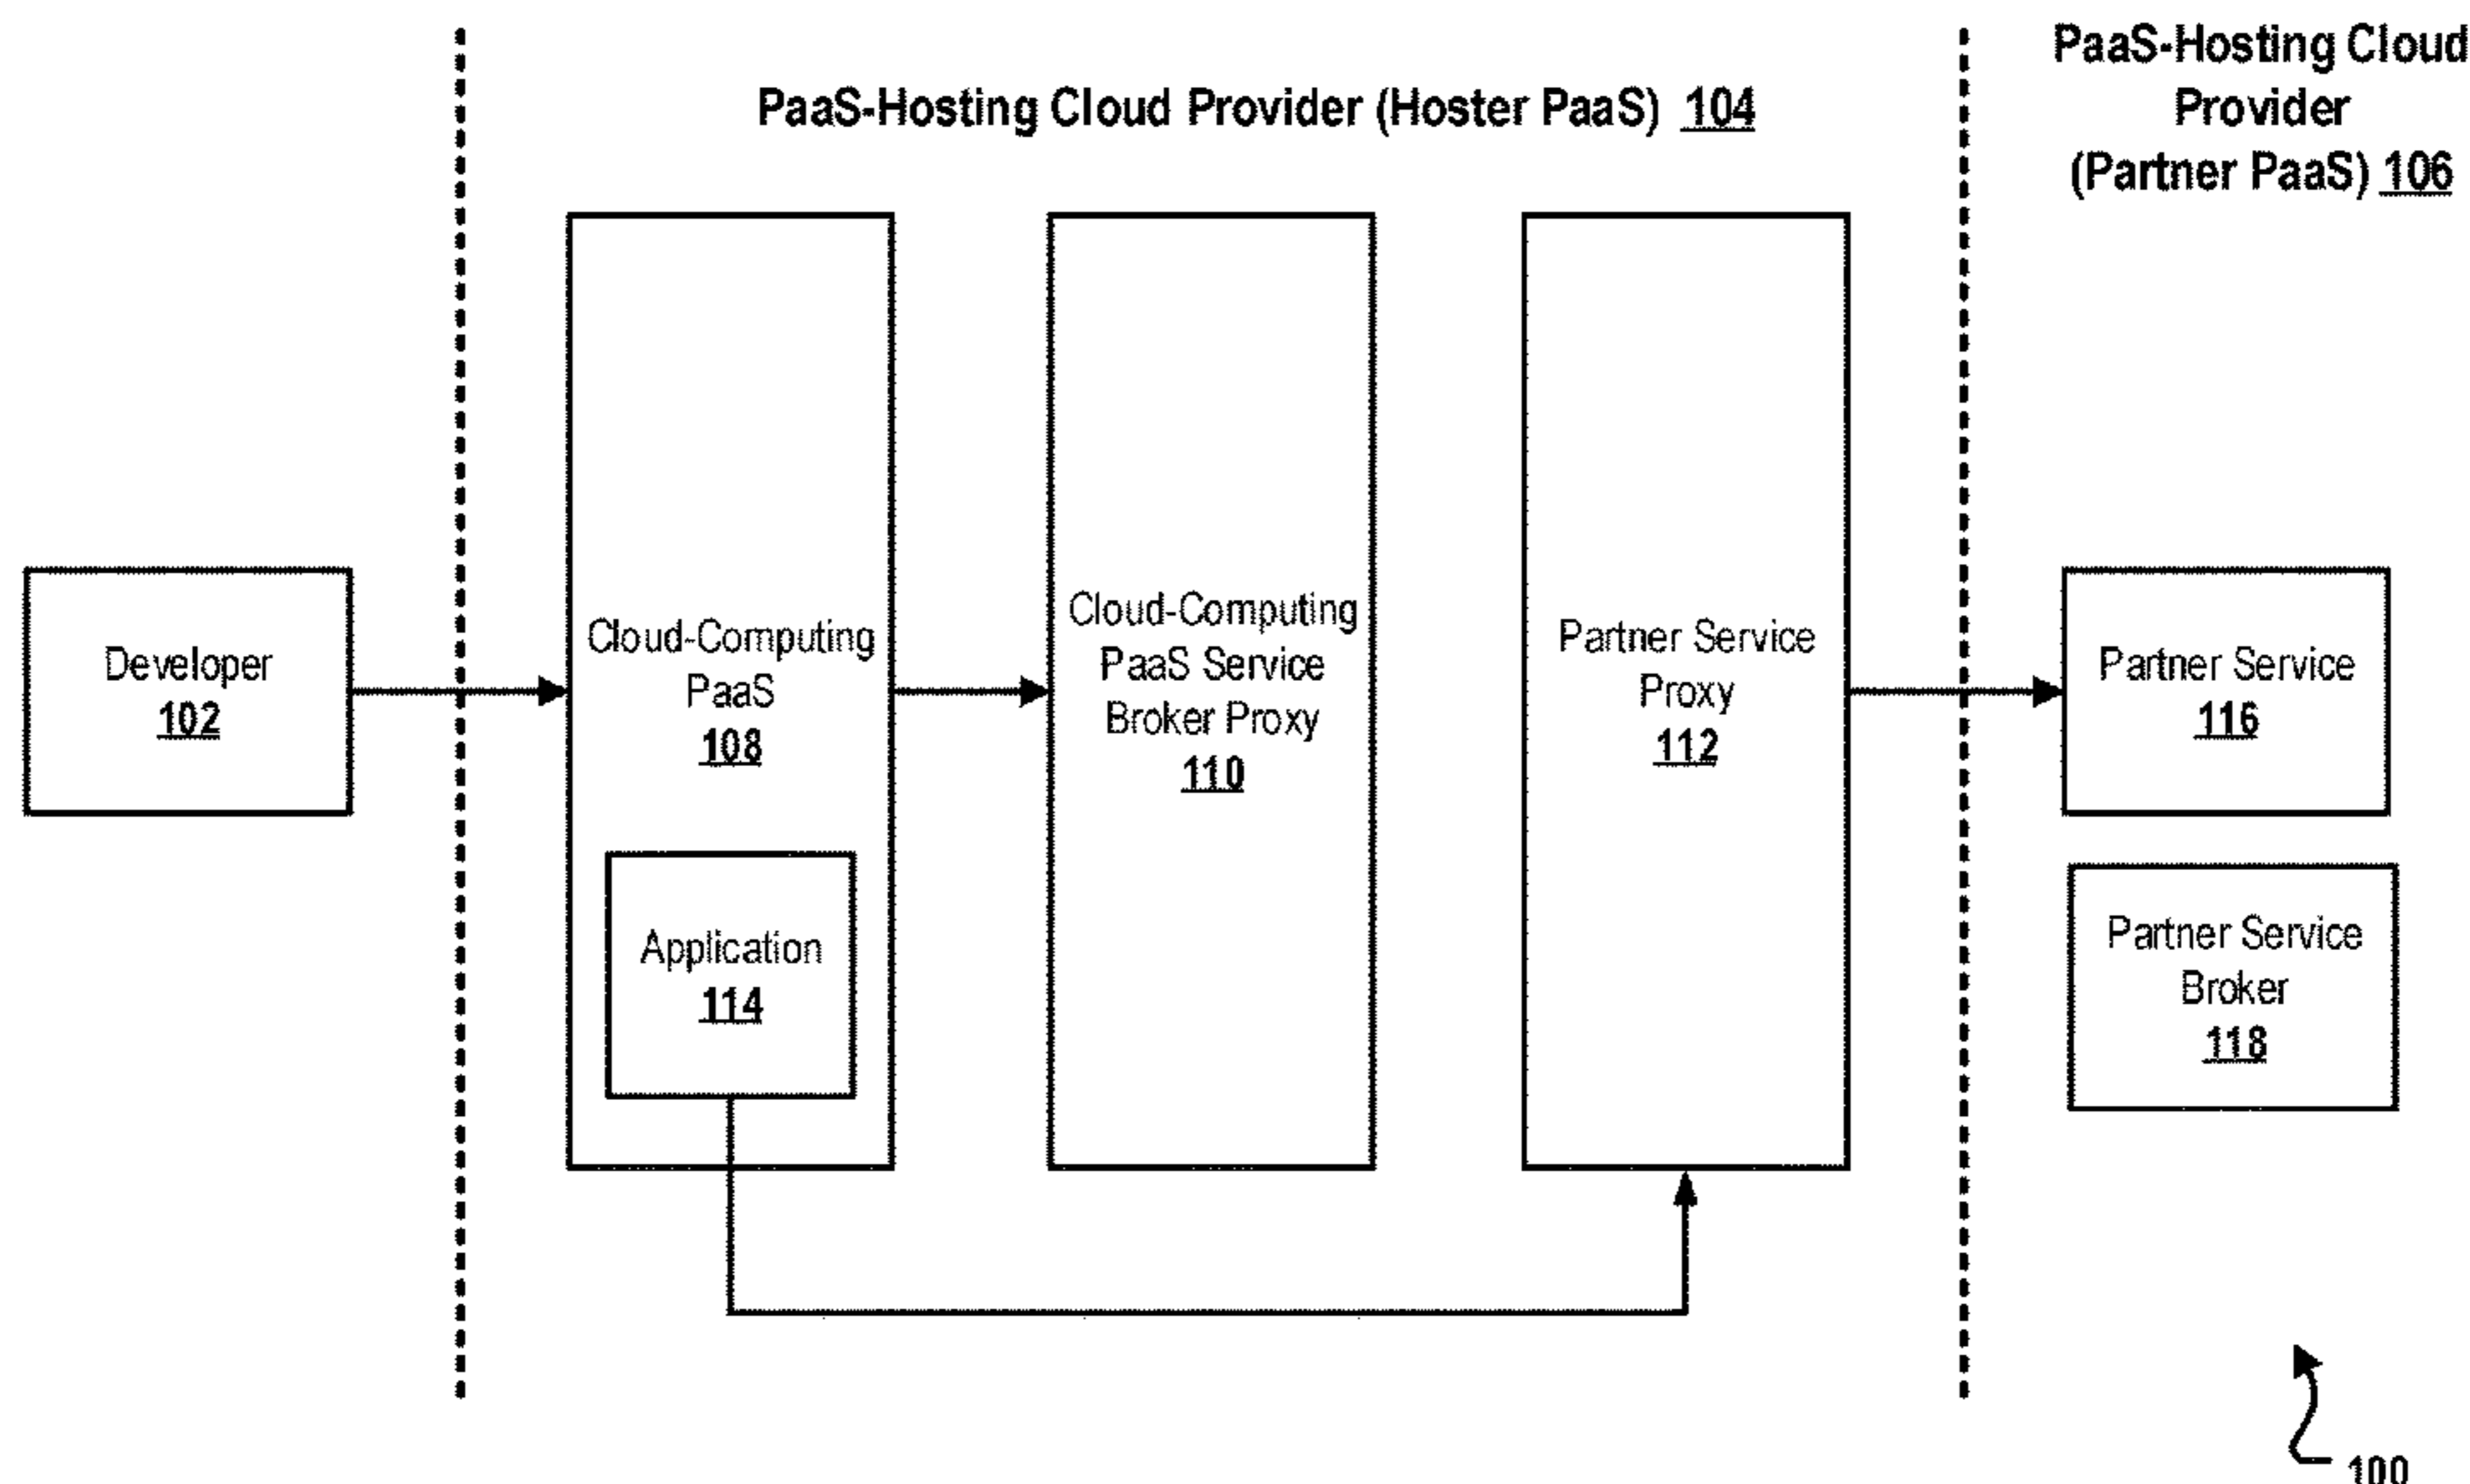 PaaS-Hosting Cloud Provider (Hoster PaaS) 104
PaaS-Hosting Cloud
Provider
(Partner PaaS) 106
Developer
102
Cloud-Computing
PaaS
108
Application
114
Cloud-Computing
PaaS Service
Broker Proxy
110
Partner Service
Proxy
112
Partner Service
116
Partner Service
Broker
118
100